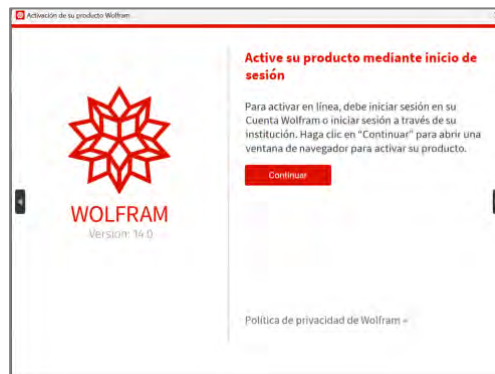 Activación de su producto Wolfram
Active su producto mediante inicio de
sesión
Para activar en línea, debe iniciar sesión en su
Cuenta Wolfram o iniciar sesión a través de su
institución. Haga clic en "Continuar" para abrir una
ventana de navegador para activar su producto.
Continuar
WOLFRAM
Version: 14.0
Política de privacidad de Wolfram »